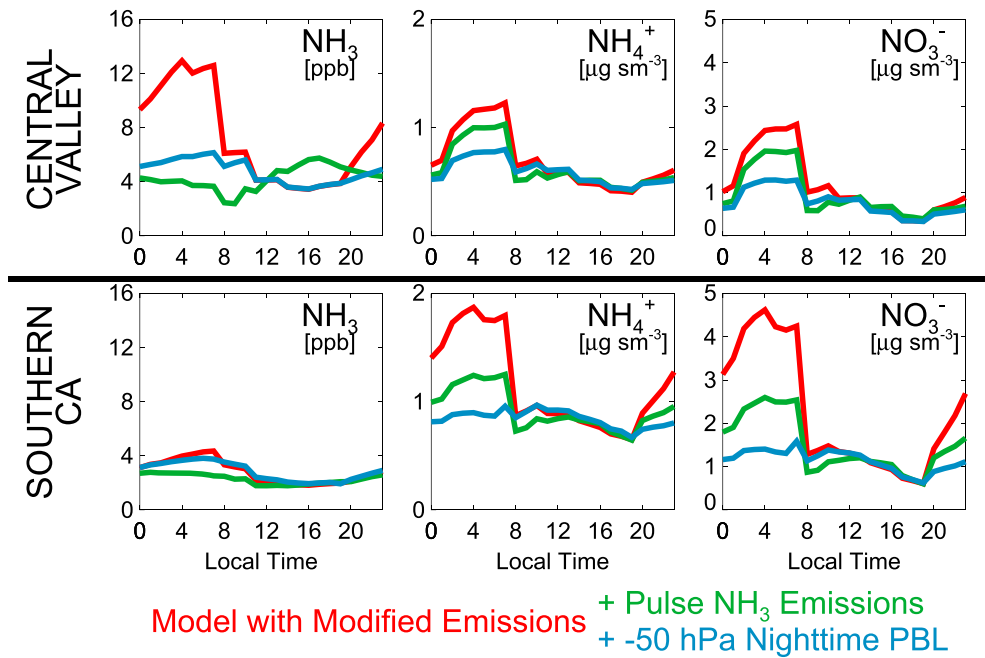 CENTRAL
VALLEY
NH₃
[ppb]
16
12
8
4
0
0 4 8 12 16 20
NH₄⁺
[μg sm⁻³]
2
1
0
0 4 8 12 16 20
NO₃⁻
[μg sm⁻³]
5
4
3
2
1
0
0 4 8 12 16 20
SOUTHERN
CA
NH₃
[ppb]
16
12
8
4
0
0 4 8 12 16 20
Local Time
NH₄⁺
[μg sm⁻³]
2
1
0
0 4 8 12 16 20
Local Time
NO₃⁻
[μg sm⁻³]
5
4
3
2
1
0
0 4 8 12 16 20
Local Time
Model with Modified Emissions
+ Pulse NH₃ Emissions
+ -50 hPa Nighttime PBL